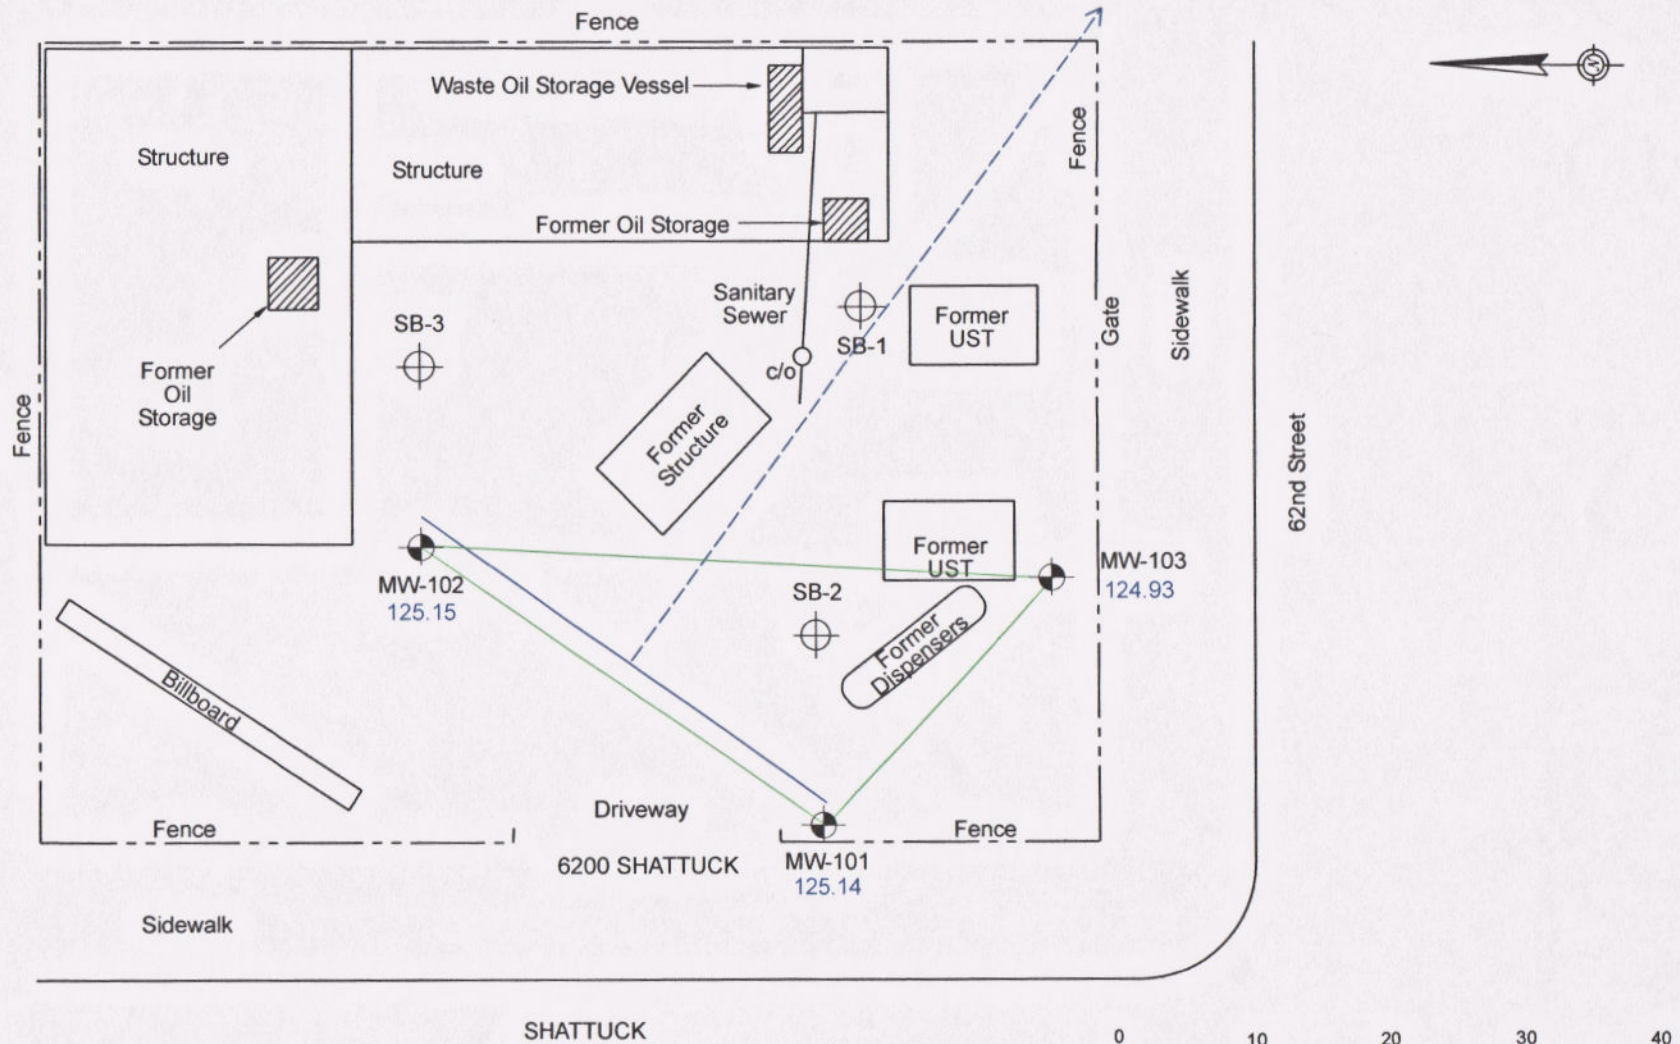 Fence
Waste Oil Storage Vessel
Structure
Structure
Fence
Former Oil Storage
Sanitary
Sewer
SB-3
SB-1
Former
UST
Gate
Sidewalk
Former
Oil
Storage
c/o
Fence
Former
Structure
62nd Street
MW-102
125.15
Former
UST
MW-103
124.93
SB-2
Former
Dispensers
Billboard
Driveway
Fence
Fence
6200 SHATTUCK
MW-101
125.14
Sidewalk
SHATTUCK
0 10 20 30 40
N